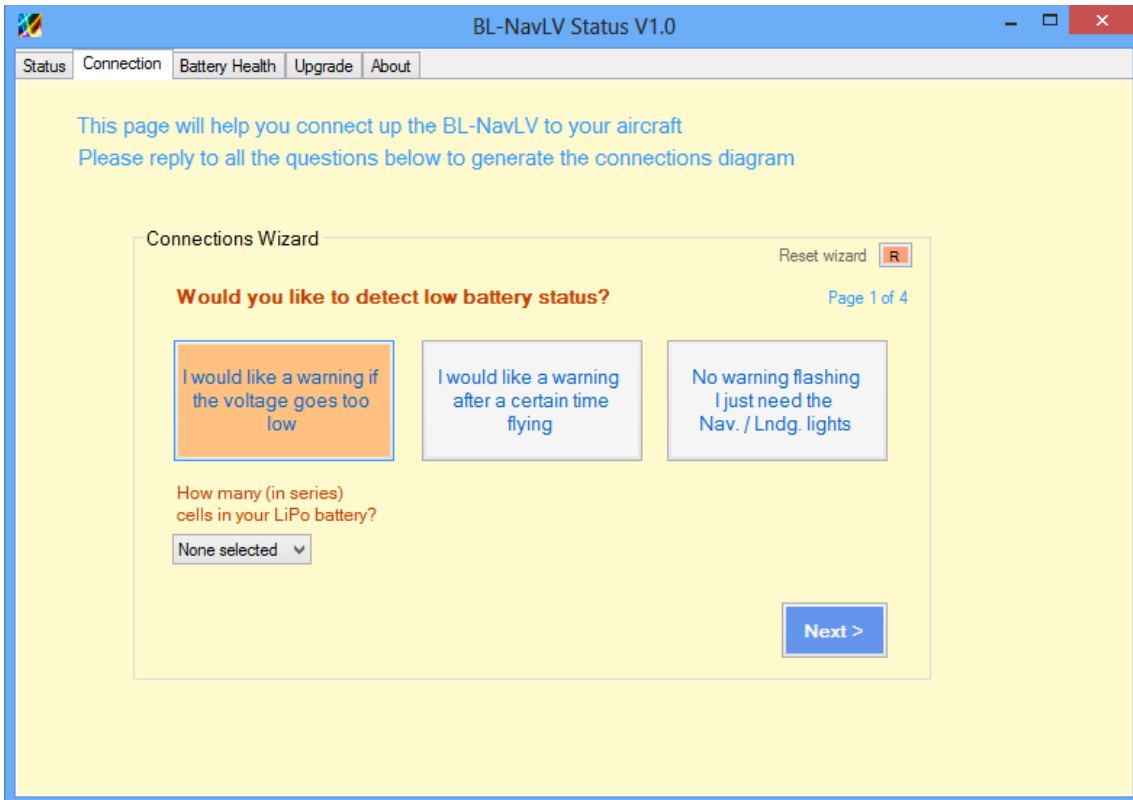 BL-NavLV Status V1.0
Status Connection Battery Health Upgrade About
This page will help you connect up the BL-NavLV to your aircraft
Please reply to all the questions below to generate the connections diagram
Connections Wizard
Reset wizard R
Would you like to detect low battery status?
Page 1 of 4
I would like a warning if
the voltage goes too
low
I would like a warning
after a certain time
flying
No warning flashing
I just need the
Nav. / Lndg. lights
How many (in series)
cells in your LiPo battery?
None selected
Next >